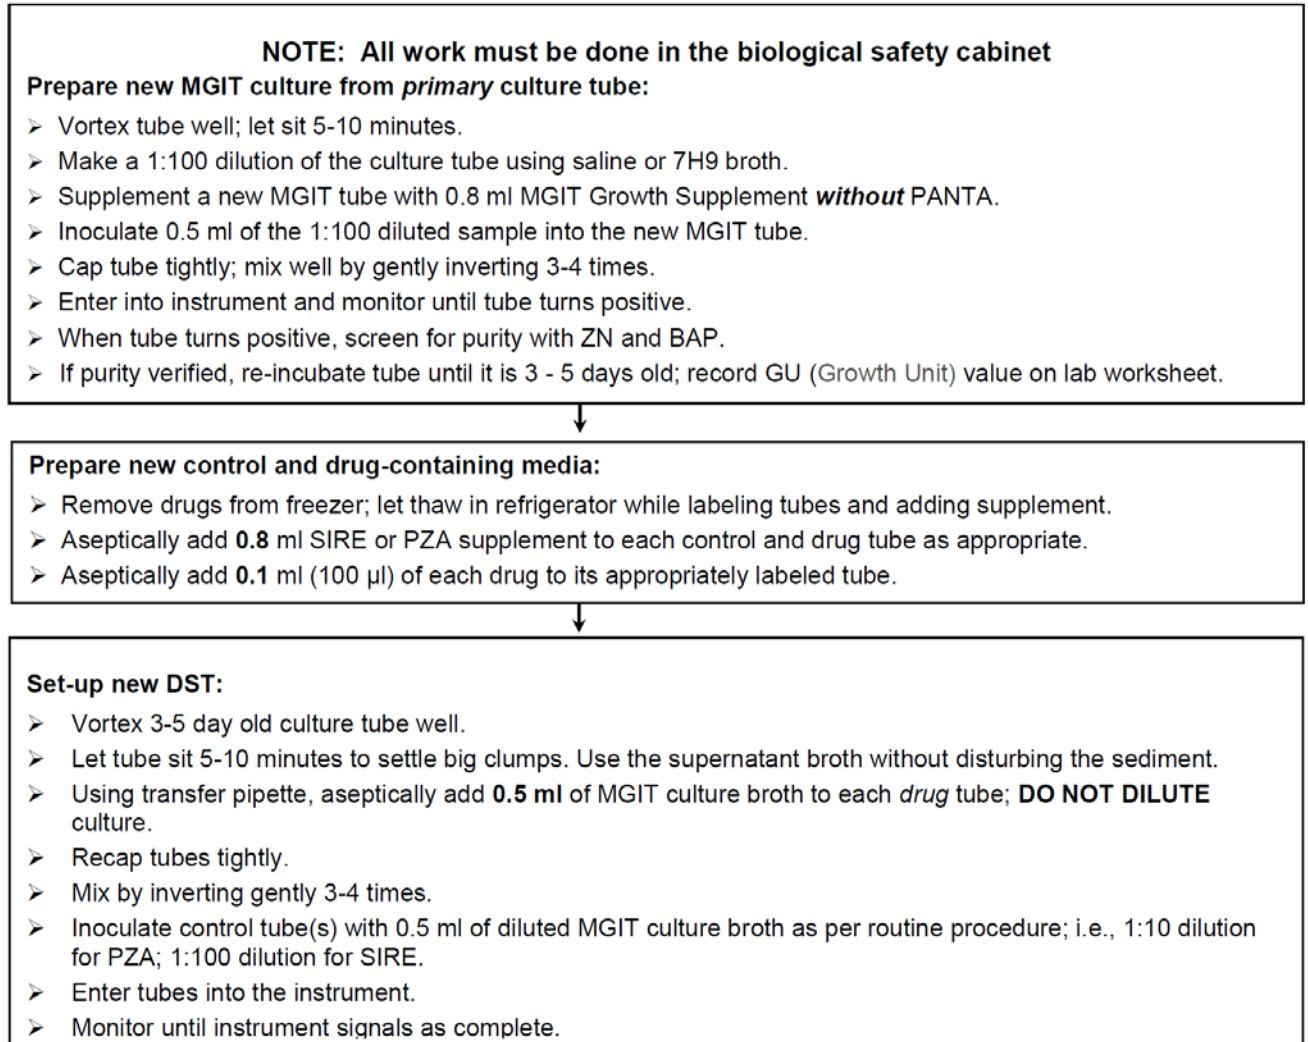 NOTE: All work must be done in the biological safety cabinet
Prepare new MGIT culture from primary culture tube:
➢ Vortex tube well; let sit 5-10 minutes.
➢ Make a 1:100 dilution of the culture tube using saline or 7H9 broth.
➢ Supplement a new MGIT tube with 0.8 ml MGIT Growth Supplement without PANTA.
➢ Inoculate 0.5 ml of the 1:100 diluted sample into the new MGIT tube.
➢ Cap tube tightly; mix well by gently inverting 3-4 times.
➢ Enter into instrument and monitor until tube turns positive.
➢ When tube turns positive, screen for purity with ZN and BAP.
➢ If purity verified, re-incubate tube until it is 3 - 5 days old; record GU (Growth Unit) value on lab worksheet.
Prepare new control and drug-containing media:
➢ Remove drugs from freezer; let thaw in refrigerator while labeling tubes and adding supplement.
➢ Aseptically add 0.8 ml SIRE or PZA supplement to each control and drug tube as appropriate.
➢ Aseptically add 0.1 ml (100 µl) of each drug to its appropriately labeled tube.
Set-up new DST:
➢ Vortex 3-5 day old culture tube well.
➢ Let tube sit 5-10 minutes to settle big clumps. Use the supernatant broth without disturbing the sediment.
➢ Using transfer pipette, aseptically add 0.5 ml of MGIT culture broth to each drug tube; DO NOT DILUTE
culture.
➢ Recap tubes tightly.
➢ Mix by inverting gently 3-4 times.
➢ Inoculate control tube(s) with 0.5 ml of diluted MGIT culture broth as per routine procedure; i.e., 1:10 dilution
for PZA; 1:100 dilution for SIRE.
➢ Enter tubes into the instrument.
➢ Monitor until instrument signals as complete.